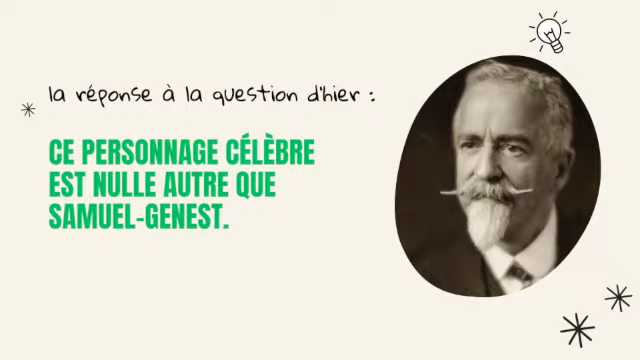 la réponse à la question d'hier :
CE PERSONNAGE CÉLÈBRE
EST NULLE AUTRE QUE
SAMUEL-GENEST.